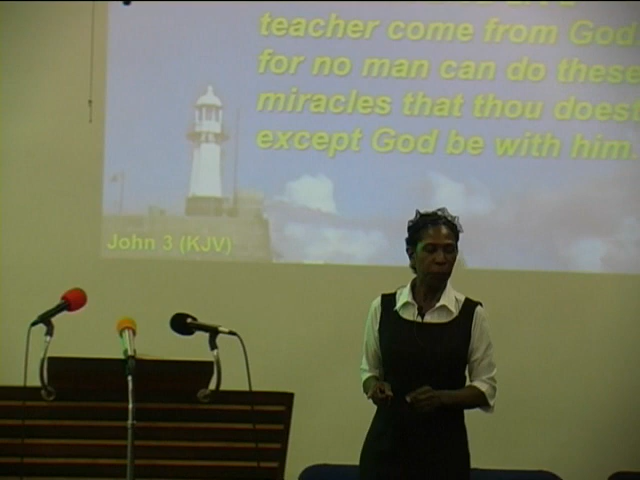 teacher come from God
for no man can do these
miracles that thou doest
except God be with him.
John 3 (KJV)